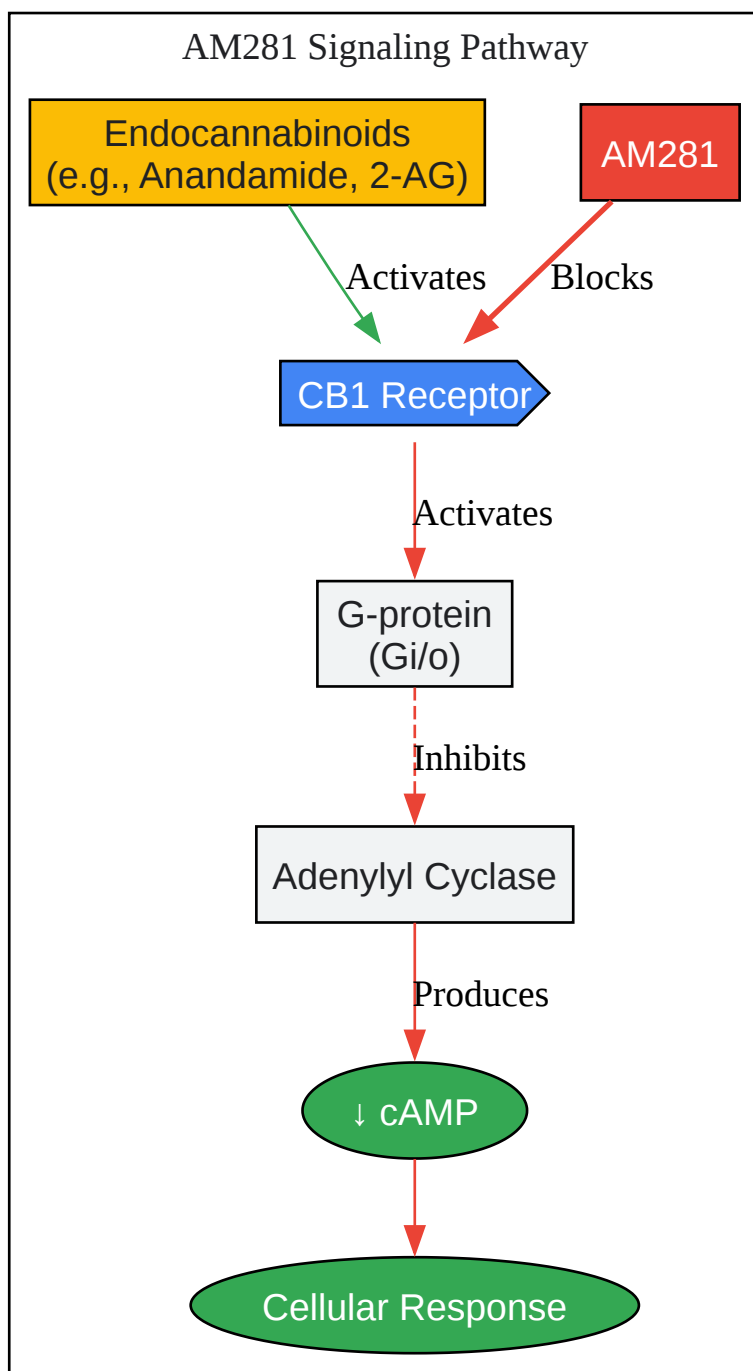 AM281 Signaling Pathway
Endocannabinoids
(e.g., Anandamide, 2-AG)
AM281
Activates
Blocks
CB1 Receptor
Activates
G-protein
(Gi/o)
Inhibits
Adenylyl Cyclase
Produces
↓ cAMP
Cellular Response